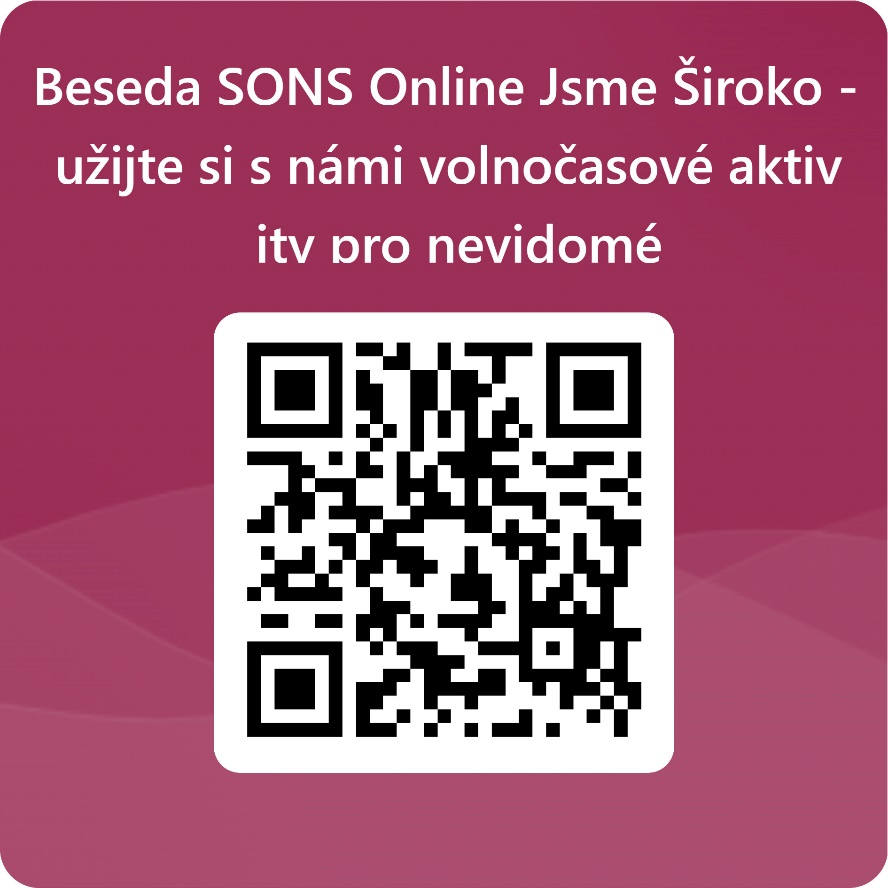 Beseda SONS Online Jsme Široko -
užijte si s námi volnočasové aktiv
ity pro nevidomé